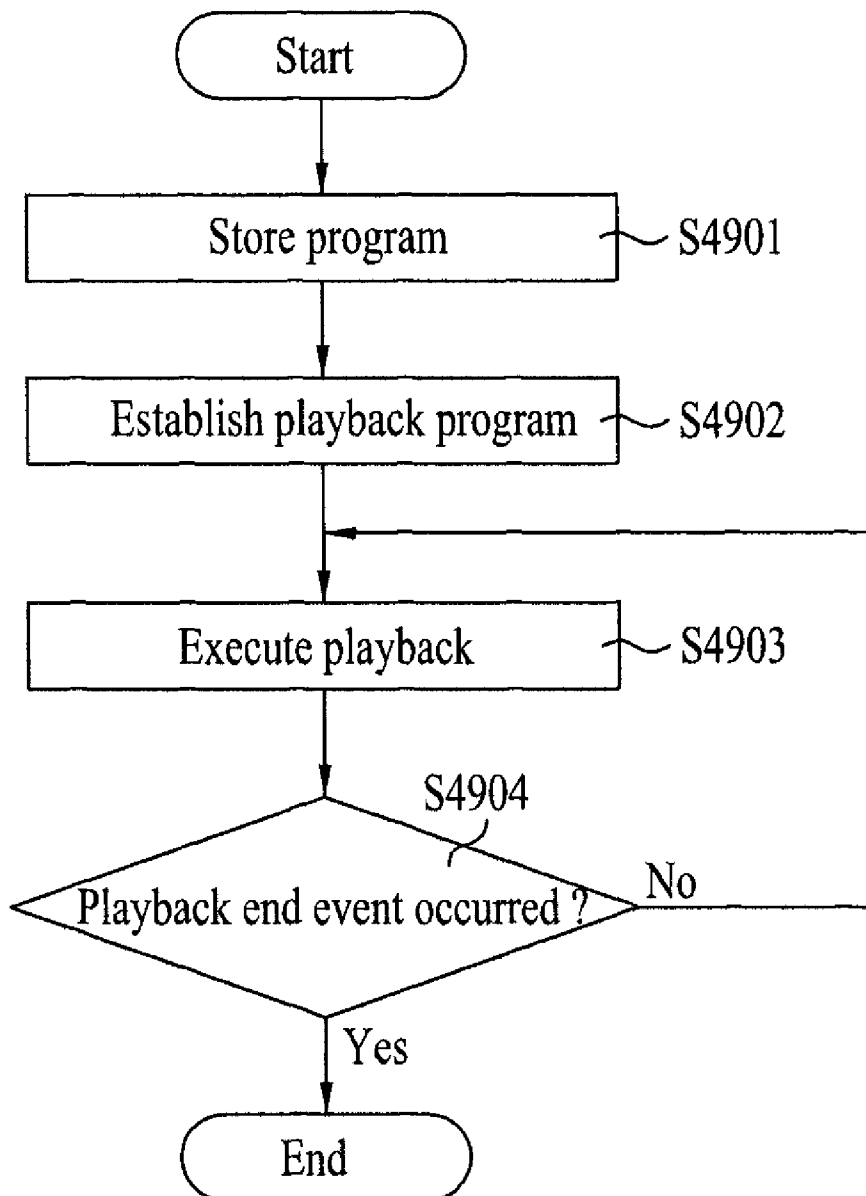 Start
Store program
S4901
Establish playback program
S4902
Execute playback
S4903
S4904
Playback end event occurred ?
No
Yes
End